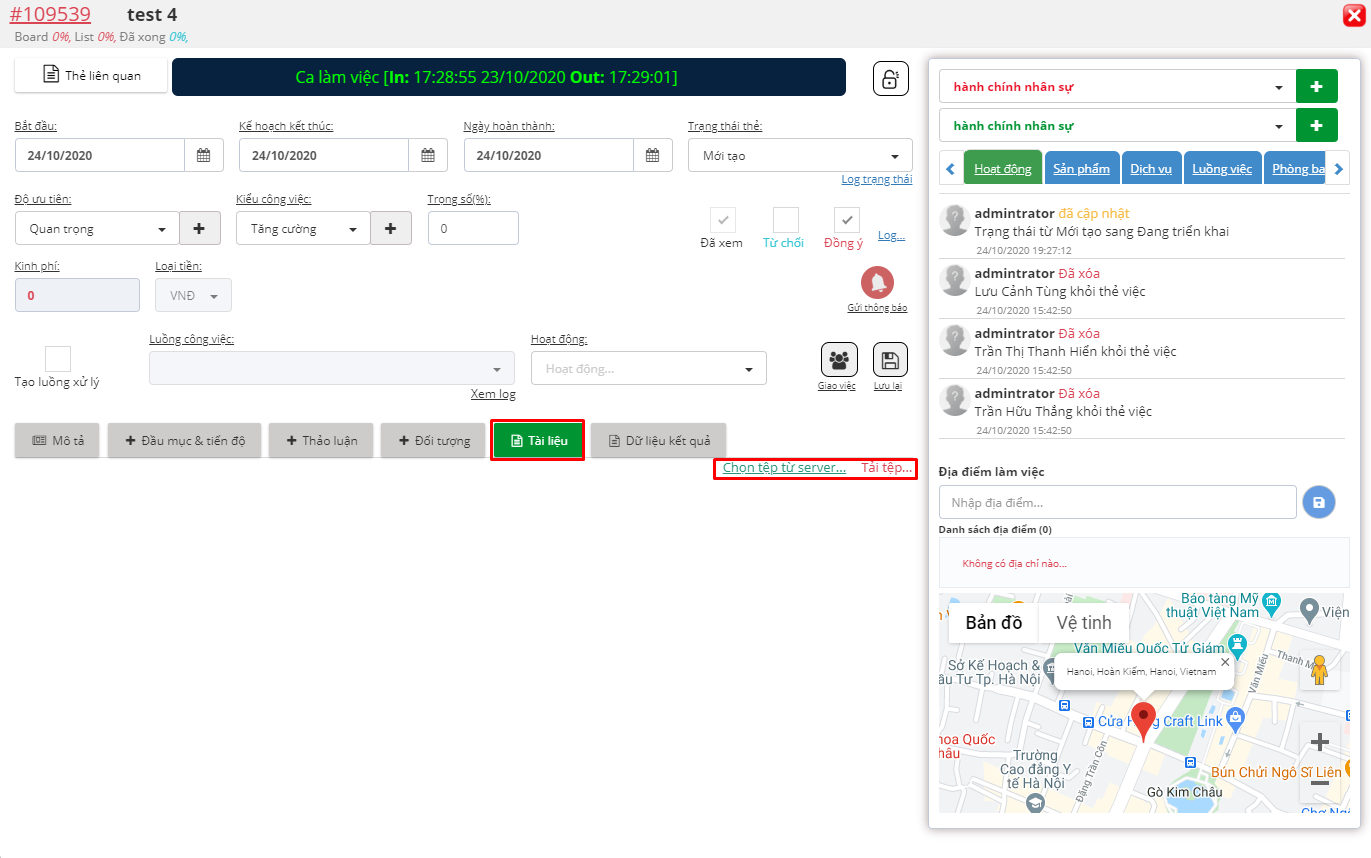 #109539 test 4
Board 0%, List 0%, Đã xong 0%,
Thẻ liên quan
Ca làm việc [In: 17:28:55 23/10/2020 Out: 17:29:01]
Bắt đầu: Kế hoạch kết thúc: Ngày hoàn thành: Trạng thái thẻ:
24/10/2020 24/10/2020 24/10/2020 Mới tạo
Log trạng thái
Độ ưu tiên: Kiểu công việc: Trọng số(%):
Quan trọng Tăng cường 0
Đã xem Từ chối Đồng ý Log...
Kinh phí: Loại tiền:
0 VNĐ
Gửi thông báo
Luồng công việc: Hoạt động:
Hoạt động...
Tạo luồng xử lý
Giao việc Lưu lại
Xem log
Mô tả Đầu mục & tiến độ Thảo luận Đối tượng Tài liệu Dữ liệu kết quả
Chọn tệp từ server... Tải tệp...
hành chính nhân sự
hành chính nhân sự
Hoạt động Sản phẩm Dịch vụ Luồng việc Phòng ba
admintrator đã cập nhật
Trạng thái từ Mới tạo sang Đang triển khai
24/10/2020 19:27:12
admintrator Đã xóa
Lưu Cảnh Tùng khỏi thẻ việc
24/10/2020 15:42:50
admintrator Đã xóa
Trần Thị Thanh Hiển khỏi thẻ việc
24/10/2020 15:42:50
admintrator Đã xóa
Trần Hữu Thắng khỏi thẻ việc
24/10/2020 15:42:50
Địa điểm làm việc
Nhập địa điểm...
Danh sách địa điểm (0)
Không có địa chỉ nào...
Bản đồ Vệ tinh
Bảo tàng Mỹ
thuật Việt Nam
Viện
Văn Miếu Quốc Tử Giám
Sở Kế Hoạch &
ầu Tư Tp. Hà Nội
Hanoi, Hoàn Kiếm, Hanoi, Vietnam
Văn Miếu
Thanh M
Cửa Hàng Craft Link
hoa Quốc
hâu
Trường
Cao đẳng Y
tế Hà Nội
Đặng Trần Côn
Bún Chửi Ngô Sĩ Liên
Gò Kim Châu
Chợ Ngô